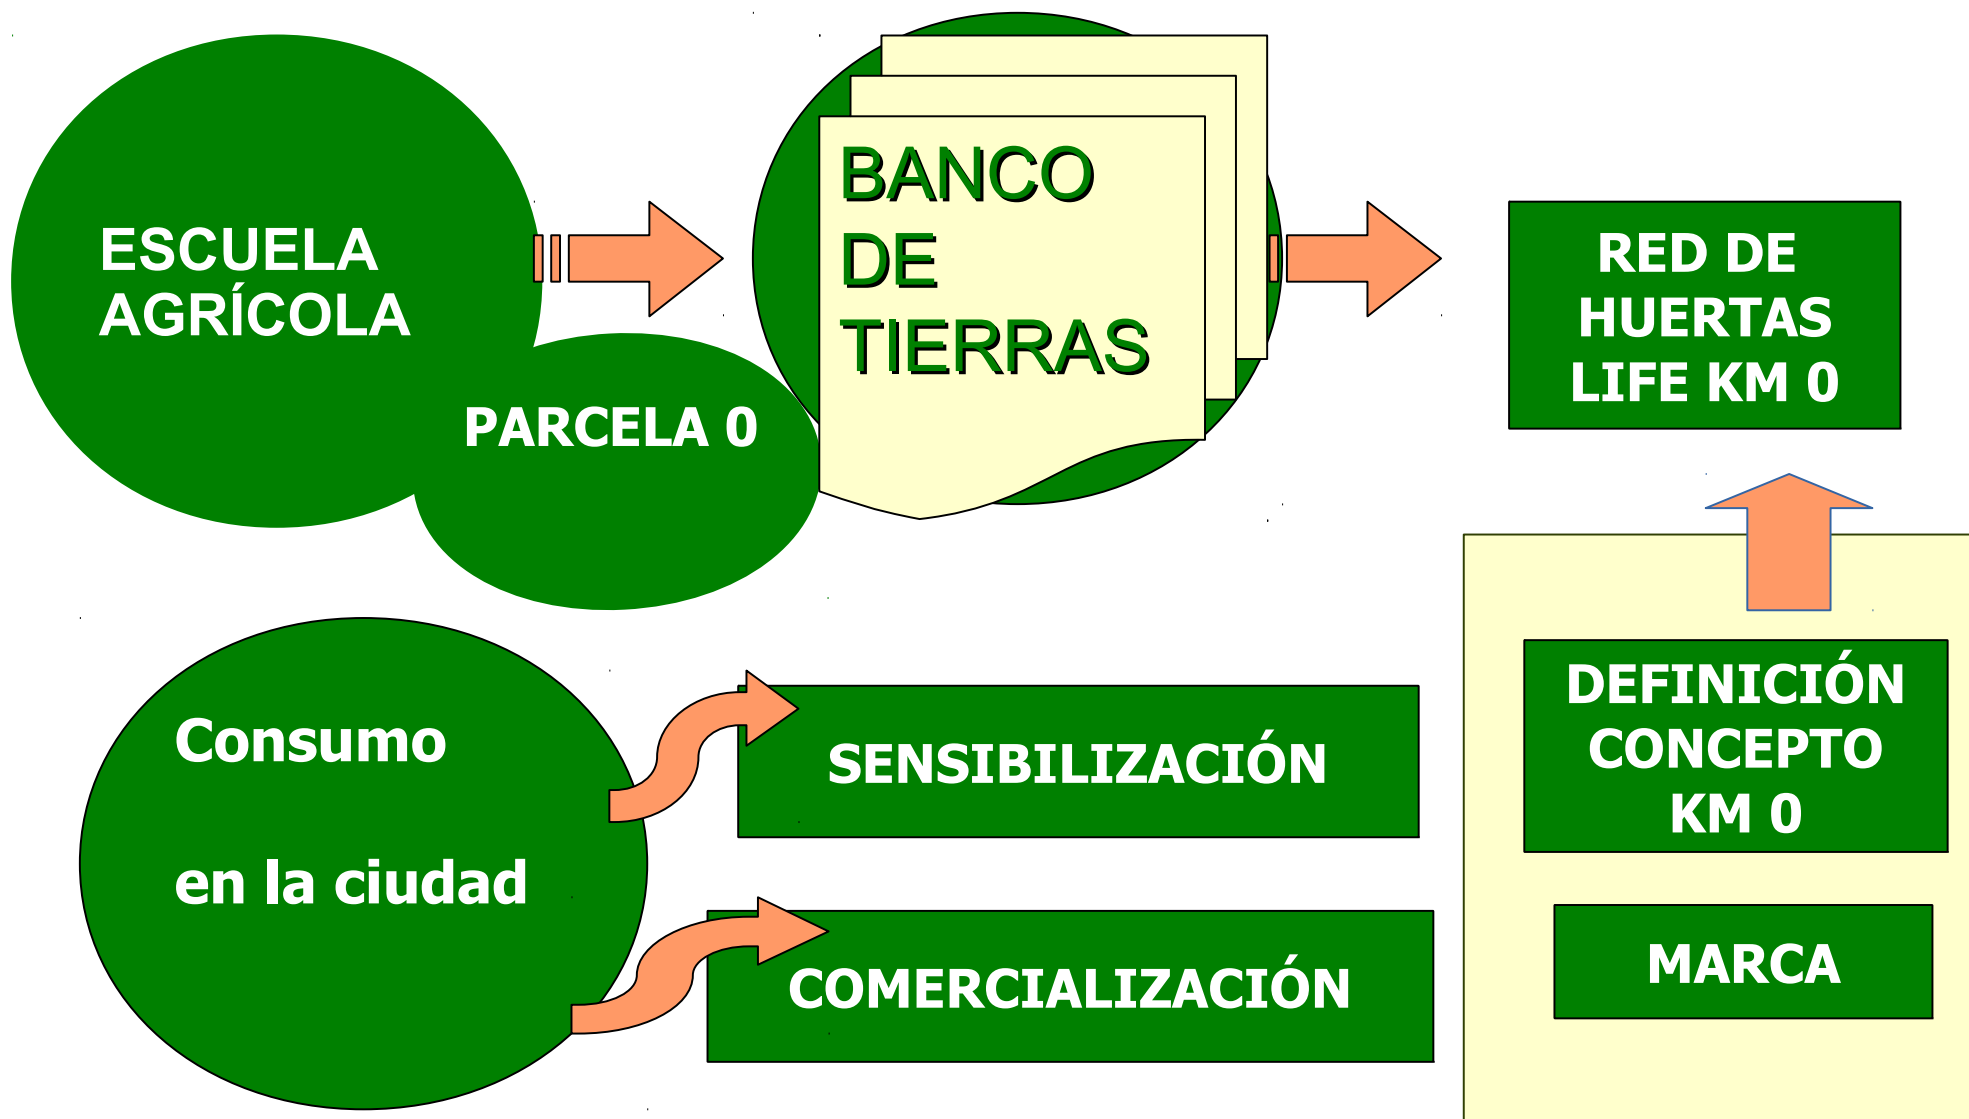 ESCUELA
AGRÍCOLA
PARCELA 0
BANCO
DE
TIERRAS
RED DE
HUERTAS
LIFE KM 0
Consumo
en la ciudad
SENSIBILIZACIÓN
COMERCIALIZACIÓN
DEFINICIÓN
CONCEPTO
KM 0
MARCA